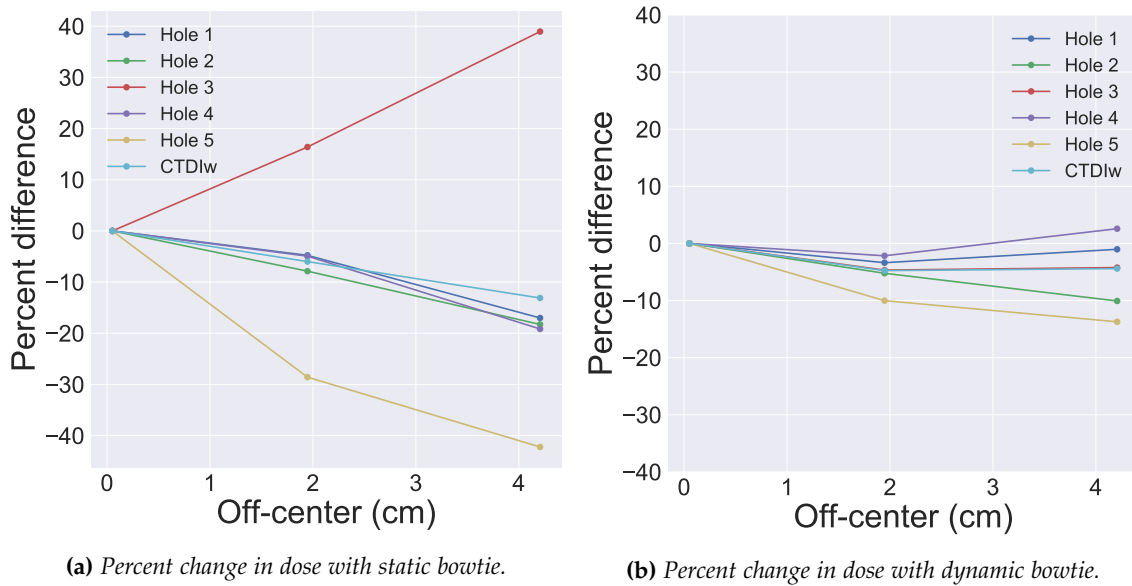 40
30
20
10
0
−10
−20
−30
−40
Percent difference
Hole 1
Hole 2
Hole 3
Hole 4
Hole 5
CTDIw
0 1 2 3 4
Off-center (cm)
(a) Percent change in dose with static bowtie.
40
30
20
10
0
−10
−20
−30
−40
Percent difference
Hole 1
Hole 2
Hole 3
Hole 4
Hole 5
CTDIw
0 1 2 3 4
Off-center (cm)
(b) Percent change in dose with dynamic bowtie.